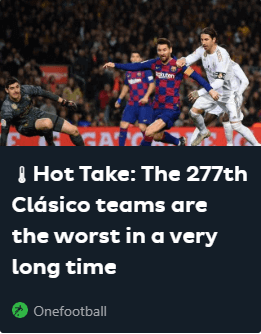 🌡Hot Take: The 277th
Clásico teams are
the worst in a very
long time
Onefootball